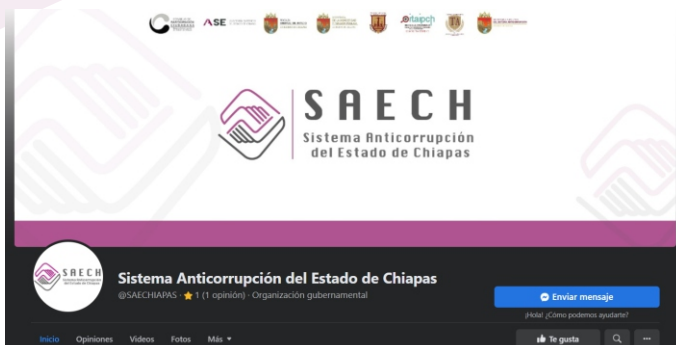 ASE
itaipch
SAECH
Sistema Anticorrupción
del Estado de Chiapas
SAECH
Sistema Anticorrupción del Estado de Chiapas
@SAECHIAPAS · ⭐ 1 (1 opinión) · Organización gubernamental
Enviar mensaje
¡Hola! ¿Cómo podemos ayudarte?
Inicio Opiniones Videos Fotos Más ▾
Te gusta